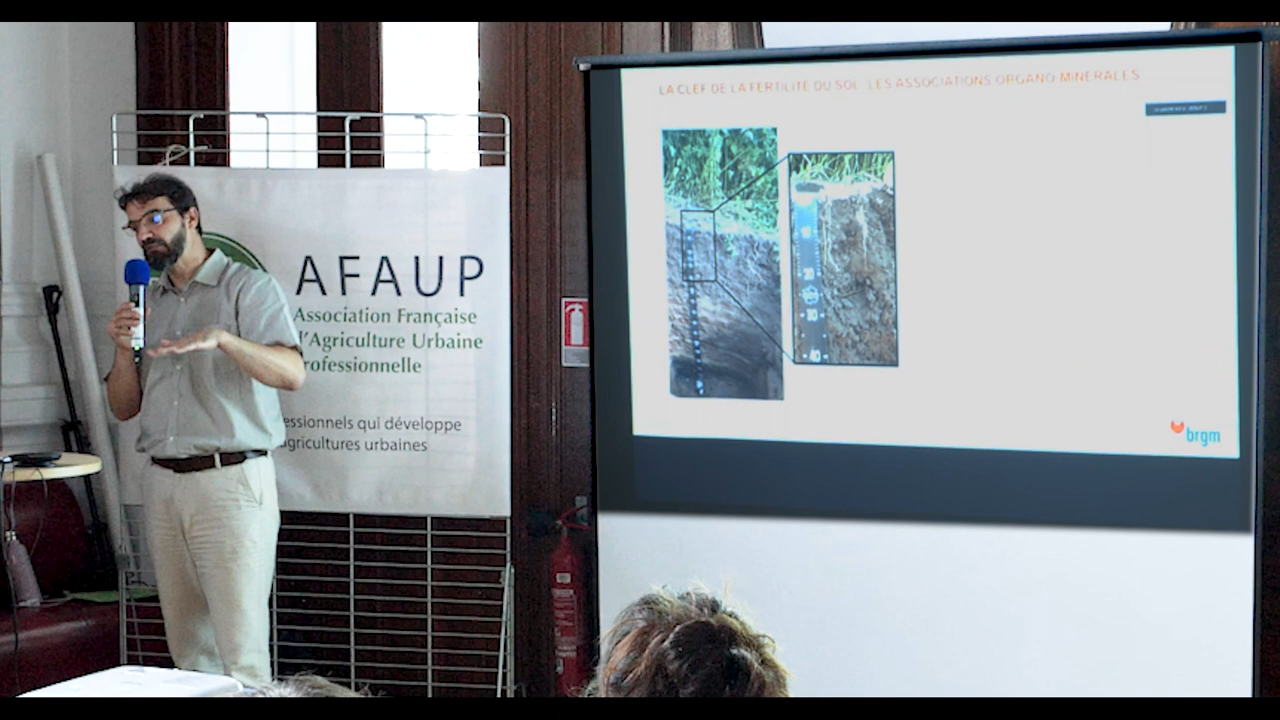 AFAUP
Association Française
l'Agriculture Urbaine
rofessionnelle
essionnels qui développe
agricultures urbaines
LA CLEF DE LA FERTILITÉ DU SOL : LES ASSOCIATIONS ORGANO MINÉRALES
brgm